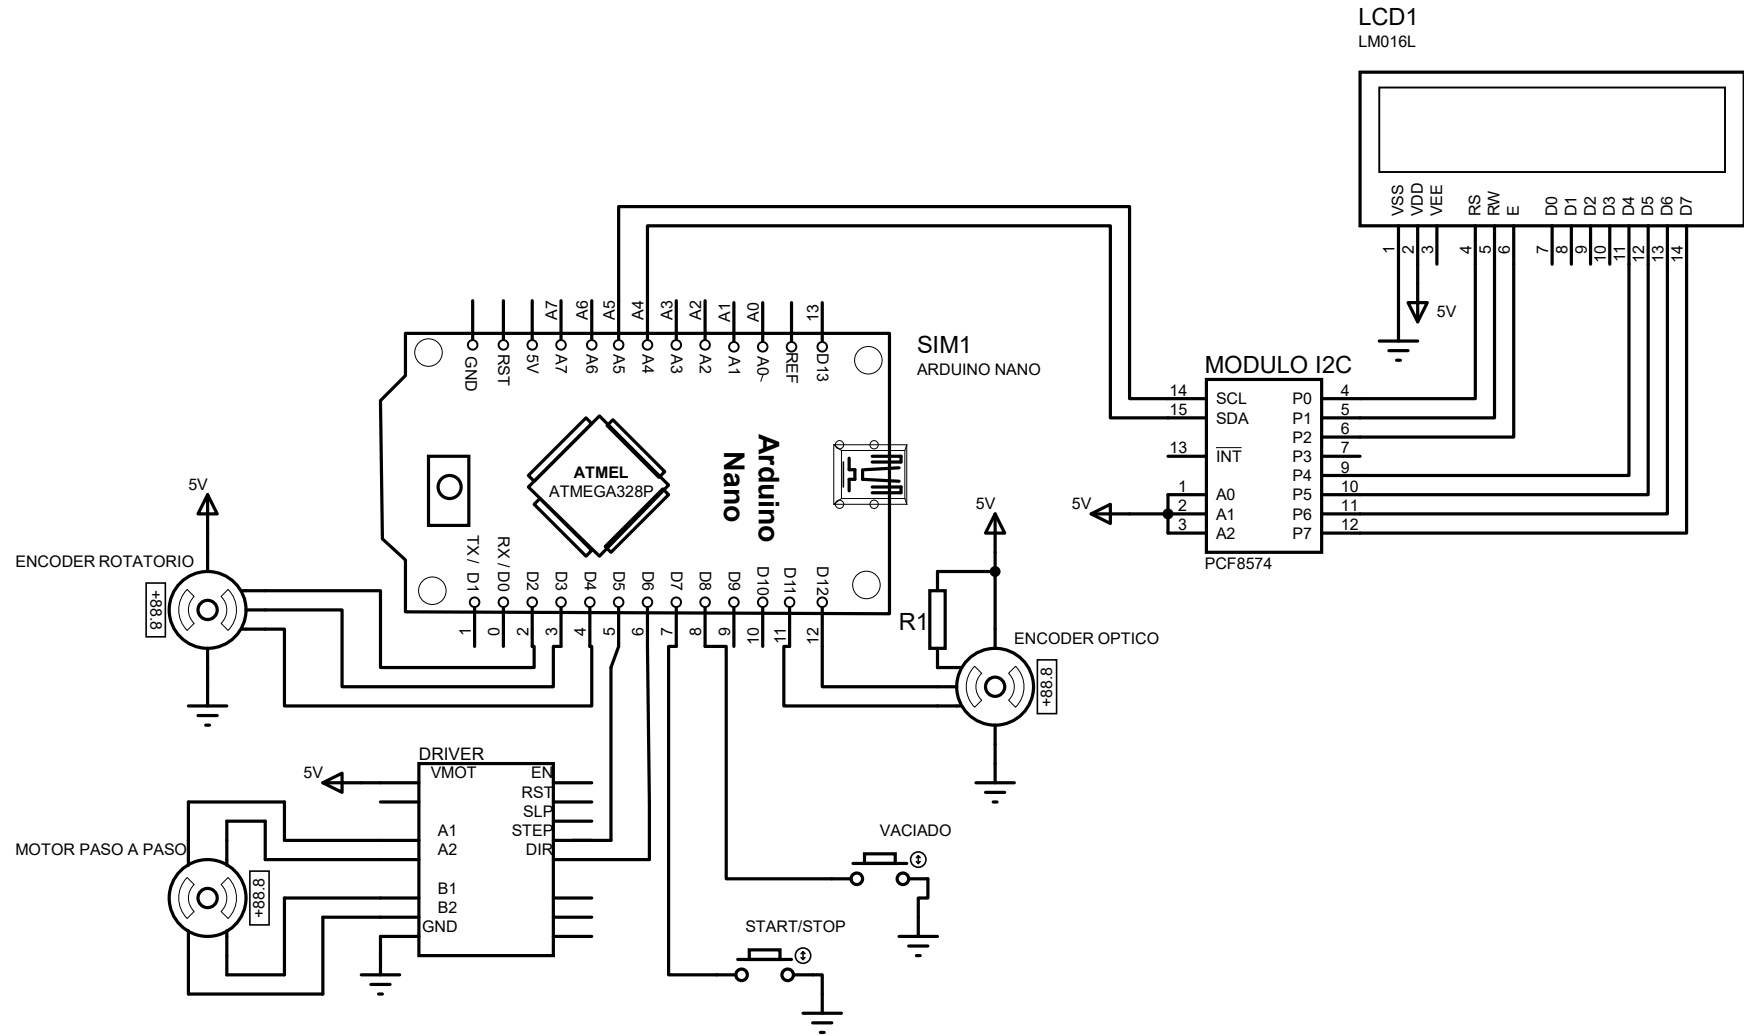 LCD1
LM016L
VSS
VDD
VEE
RS
RW
E
D0
D1
D2
D3
D4
D5
D6
D7
1
2
3
4
5
6
7
8
9
10
11
12
13
14
5V
A7
A6
A5
A4
A3
A2
A1
A0
13
GND
RST
5V
A7
A6
A5
A4
A3
A2
A1
A0~
REF
D13
SIM1
ARDUINO NANO
ATMEL
ATMEGA328P
Arduino
Nano
TX / D1
RX / D0
D2
D3
D4
D5
D6
D7
D8
D9
D10
D11
D12
1
0
2
3
4
5
6
7
8
9
10
11
12
MODULO I2C
14 SCL P0 4
15 SDA P1 5
P2 6
13 INT P3 7
P4 9
1 A0 P5 10
5V 2 A1 P6 11
3 A2 P7 12
PCF8574
5V
ENCODER ROTATORIO
+88.8
5V
R1
ENCODER OPTICO
+88.8
DRIVER
5V VMOT EN
RST
SLP
A1 STEP
A2 DIR
B1
B2
GND
MOTOR PASO A PASO
+88.8
VACIADO
START/STOP